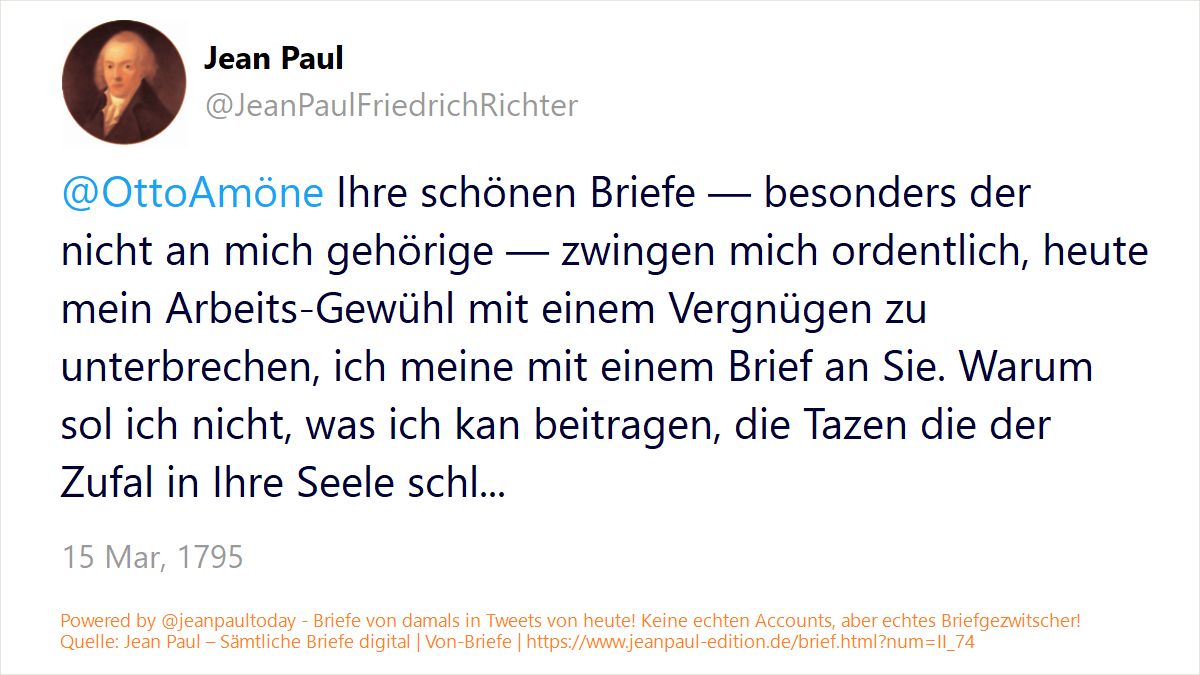 Jean Paul
@JeanPaulFriedrichRichter
@OttoAmöne Ihre schönen Briefe — besonders der
nicht an mich gehörige — zwingen mich ordentlich, heute
mein Arbeits-Gewühl mit einem Vergnügen zu
unterbrechen, ich meine mit einem Brief an Sie. Warum
sol ich nicht, was ich kan beitragen, die Tazen die der
Zufal in Ihre Seele schl...
15 Mar, 1795
Powered by @jeanpaultoday - Briefe von damals in Tweets von heute! Keine echten Accounts, aber echtes Briefgezwitscher!
Quelle: Jean Paul – Sämtliche Briefe digital | Von-Briefe | https://www.jeanpaul-edition.de/brief.html?num=II_74